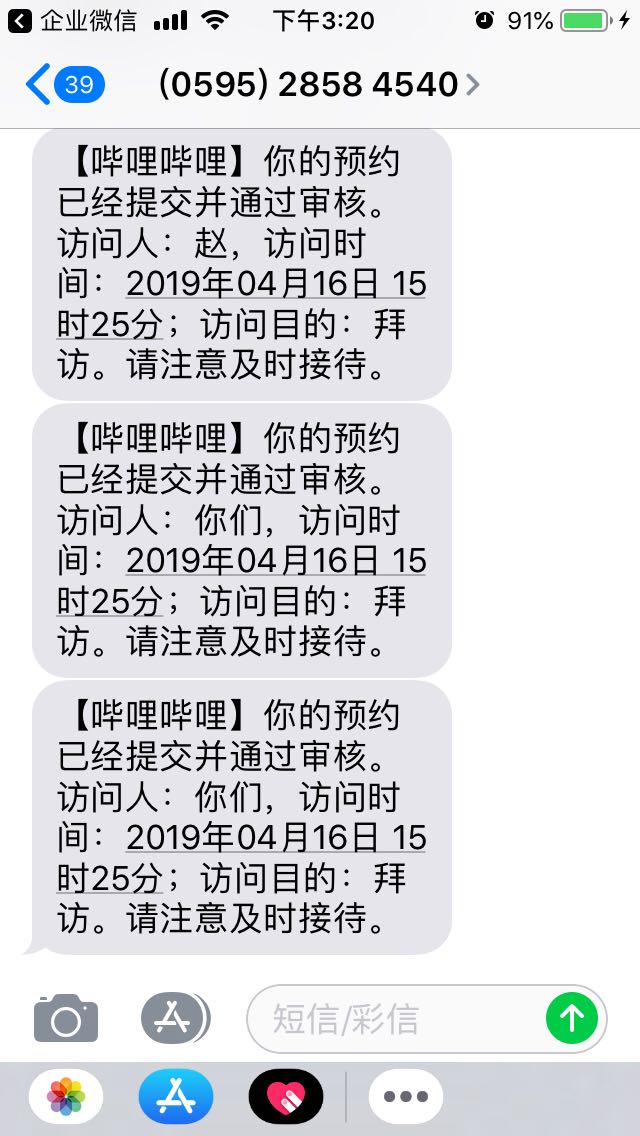 企业微信
下午3:20
91%
39
(0595) 2858 4540
【哔哩哔哩】你的预约
已经提交并通过审核。
访问人：赵，访问时
间：2019年04月16日 15
时25分；访问目的：拜
访。请注意及时接待。
【哔哩哔哩】你的预约
已经提交并通过审核。
访问人：你们，访问时
间：2019年04月16日 15
时25分；访问目的：拜
访。请注意及时接待。
【哔哩哔哩】你的预约
已经提交并通过审核。
访问人：你们，访问时
间：2019年04月16日 15
时25分；访问目的：拜
访。请注意及时接待。
短信/彩信